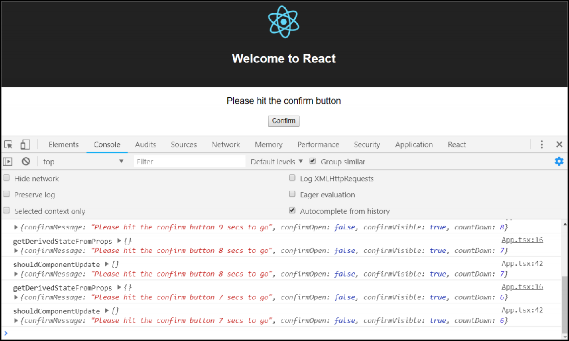 Welcome to React
Please hit the confirm button
Confirm
Elements Console Audits Sources Network Memory Performance Security Application React
top Filter Default levels Group similar
Hide network Log XMLHttpRequests
Preserve log Eager evaluation
Selected context only Autocomplete from history
{confirmMessage: "Please hit the confirm button 9 secs to go", confirmOpen: false, confirmVisible: true, countDown: 8}
getDerivedStateFromProps {} App.tsx:16
{confirmMessage: "Please hit the confirm button 8 secs to go", confirmOpen: false, confirmVisible: true, countDown: 7}
shouldComponentUpdate {} App.tsx:42
{confirmMessage: "Please hit the confirm button 8 secs to go", confirmOpen: false, confirmVisible: true, countDown: 7}
getDerivedStateFromProps {} App.tsx:16
{confirmMessage: "Please hit the confirm button 7 secs to go", confirmOpen: false, confirmVisible: true, countDown: 6}
shouldComponentUpdate {} App.tsx:42
{confirmMessage: "Please hit the confirm button 7 secs to go", confirmOpen: false, confirmVisible: true, countDown: 6}